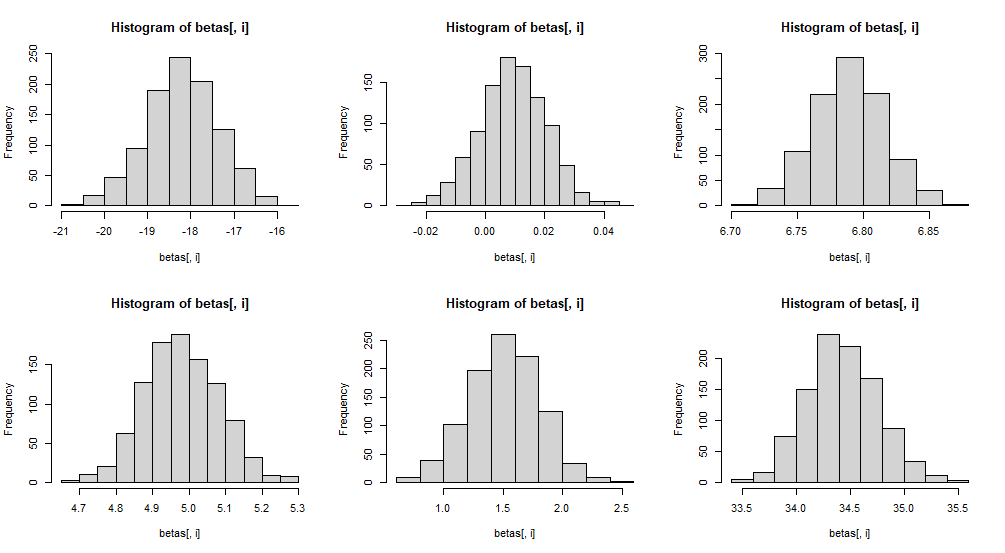 Histogram of betas[, i]
Frequency
0 50 100 150 200 250
-21 -20 -19 -18 -17 -16
betas[, i]
Histogram of betas[, i]
Frequency
0 50 100 150
-0.02 0.00 0.02 0.04
betas[, i]
Histogram of betas[, i]
Frequency
0 50 100 200 300
6.70 6.75 6.80 6.85
betas[, i]
Histogram of betas[, i]
Frequency
0 50 100 150
4.7 4.8 4.9 5.0 5.1 5.2 5.3
betas[, i]
Histogram of betas[, i]
Frequency
0 50 100 150 200 250
1.0 1.5 2.0 2.5
betas[, i]
Histogram of betas[, i]
Frequency
0 50 100 150 200
33.5 34.0 34.5 35.0 35.5
betas[, i]